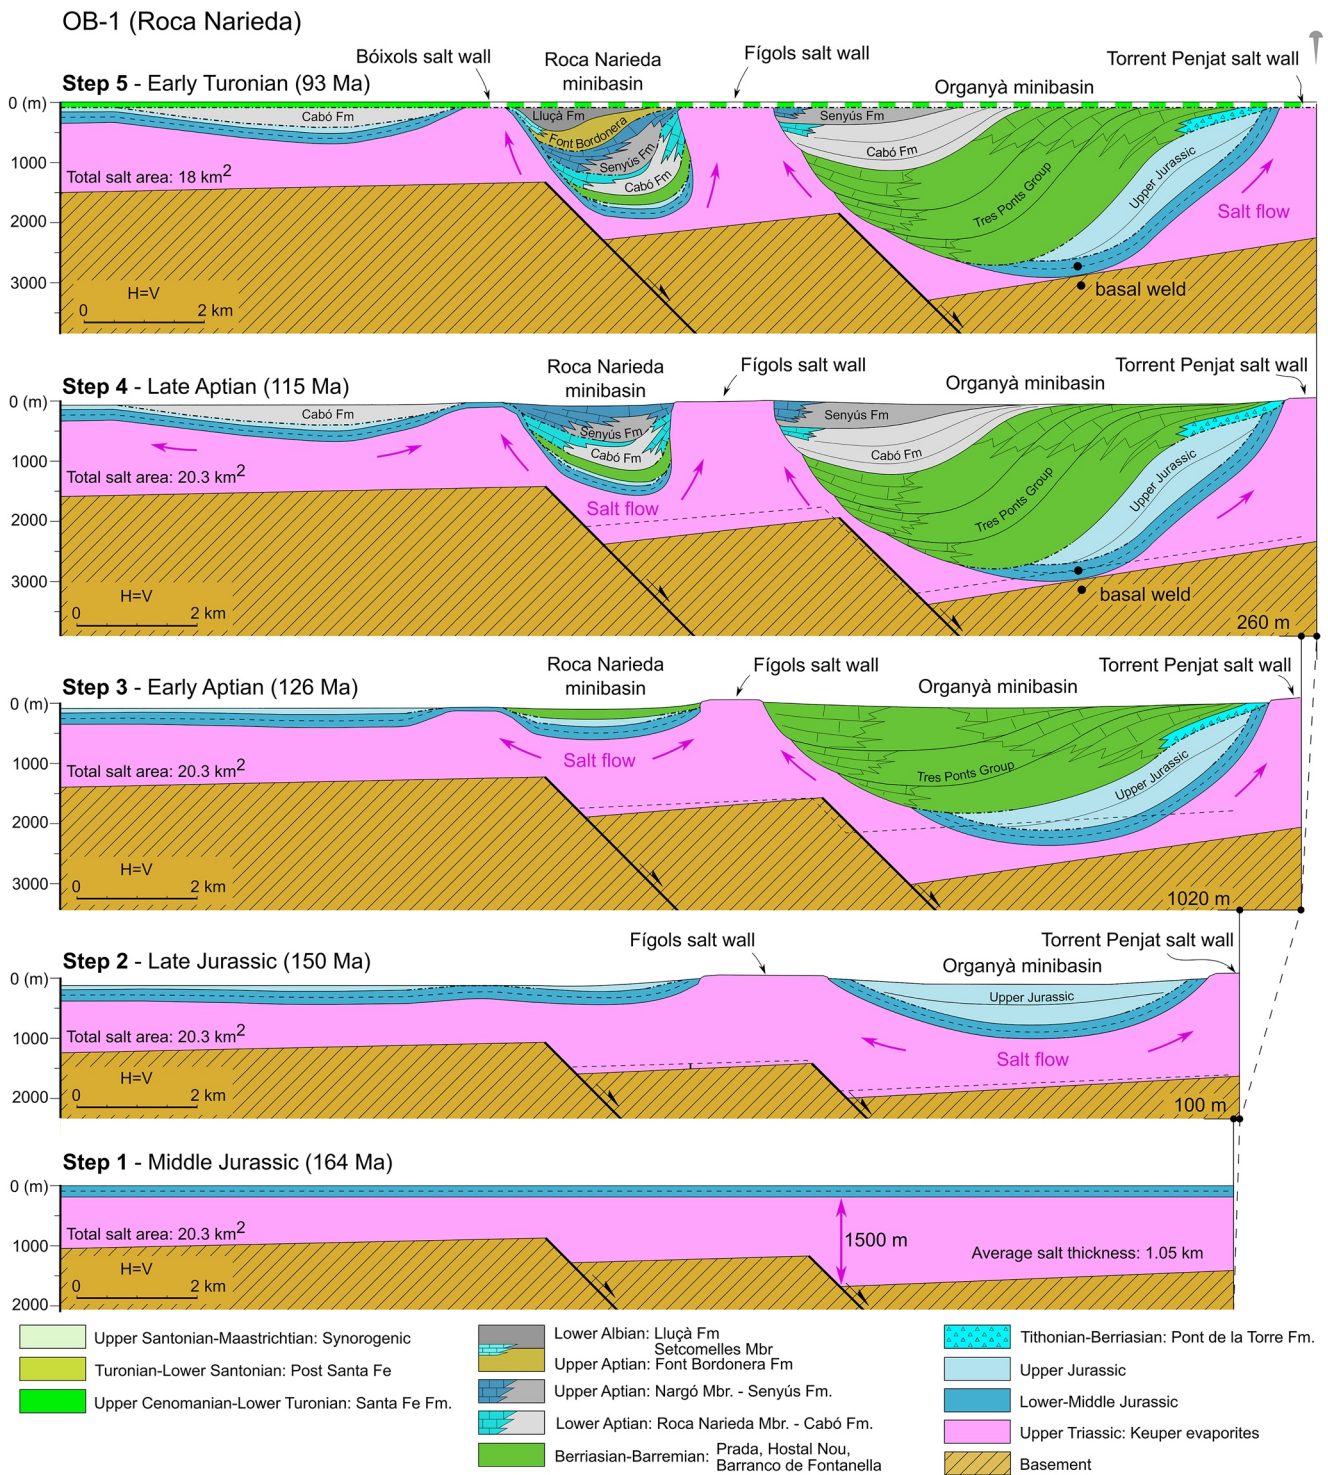 OB-1 (Roca Narieda)
Step 5 - Early Turonian (93 Ma)
Bóixols salt wall
Roca Narieda
minibasin
Fígols salt wall
Organyà minibasin
Torrent Penjat salt wall
0 (m)
1000
2000
3000
Cabó Fm
Lluçà Fm
Font Bordonera
Senyús Fm
Cabó Fm
Senyús Fm
Cabó Fm
Tres Ponts Group
Upper Jurassic
Total salt area: 18 km2
Salt flow
basal weld
H=V
0 2 km
Step 4 - Late Aptian (115 Ma)
Roca Narieda
minibasin
Fígols salt wall
Organyà minibasin
Torrent Penjat salt wall
0 (m)
1000
2000
3000
Cabó Fm
Senyús Fm
Cabó Fm
Senyús Fm
Cabó Fm
Tres Ponts Group
Upper Jurassic
Total salt area: 20.3 km2
Salt flow
basal weld
H=V
0 2 km
260 m
Step 3 - Early Aptian (126 Ma)
Roca Narieda
minibasin
Fígols salt wall
Organyà minibasin
Torrent Penjat salt wall
0 (m)
1000
2000
3000
Salt flow
Total salt area: 20.3 km2
Tres Ponts Group
Upper Jurassic
H=V
0 2 km
1020 m
Step 2 - Late Jurassic (150 Ma)
Fígols salt wall
Organyà minibasin
Torrent Penjat salt wall
0 (m)
1000
2000
Upper Jurassic
Total salt area: 20.3 km2
Salt flow
H=V
0 2 km
100 m
Step 1 - Middle Jurassic (164 Ma)
0 (m)
1000
2000
Total salt area: 20.3 km2
1500 m
Average salt thickness: 1.05 km
H=V
0 2 km
Upper Santonian-Maastrichtian: Synorogenic
Turonian-Lower Santonian: Post Santa Fe
Upper Cenomanian-Lower Turonian: Santa Fe Fm.
Lower Albian: Lluçà Fm
Setcomelles Mbr
Upper Aptian: Font Bordonera Fm
Upper Aptian: Nargó Mbr. - Senyús Fm.
Lower Aptian: Roca Narieda Mbr. - Cabó Fm.
Berriasian-Barremian: Prada, Hostal Nou,
Barranco de Fontanella
Tithonian-Berriasian: Pont de la Torre Fm.
Upper Jurassic
Lower-Middle Jurassic
Upper Triassic: Keuper evaporites
Basement